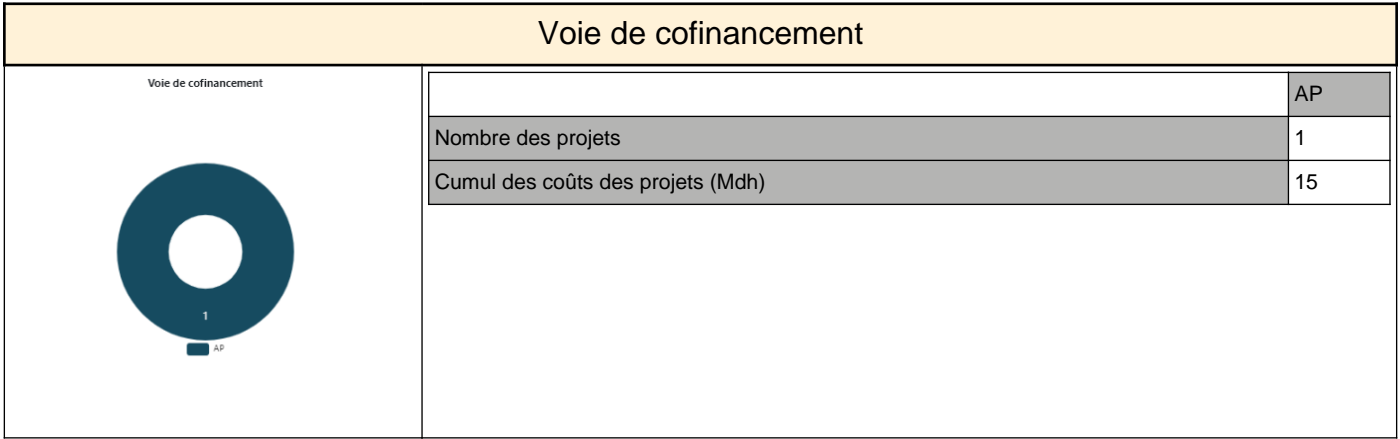 Voie de cofinancement
Voie de cofinancement
1
AP
AP
Nombre des projets 1
Cumul des coûts des projets (Mdh) 15